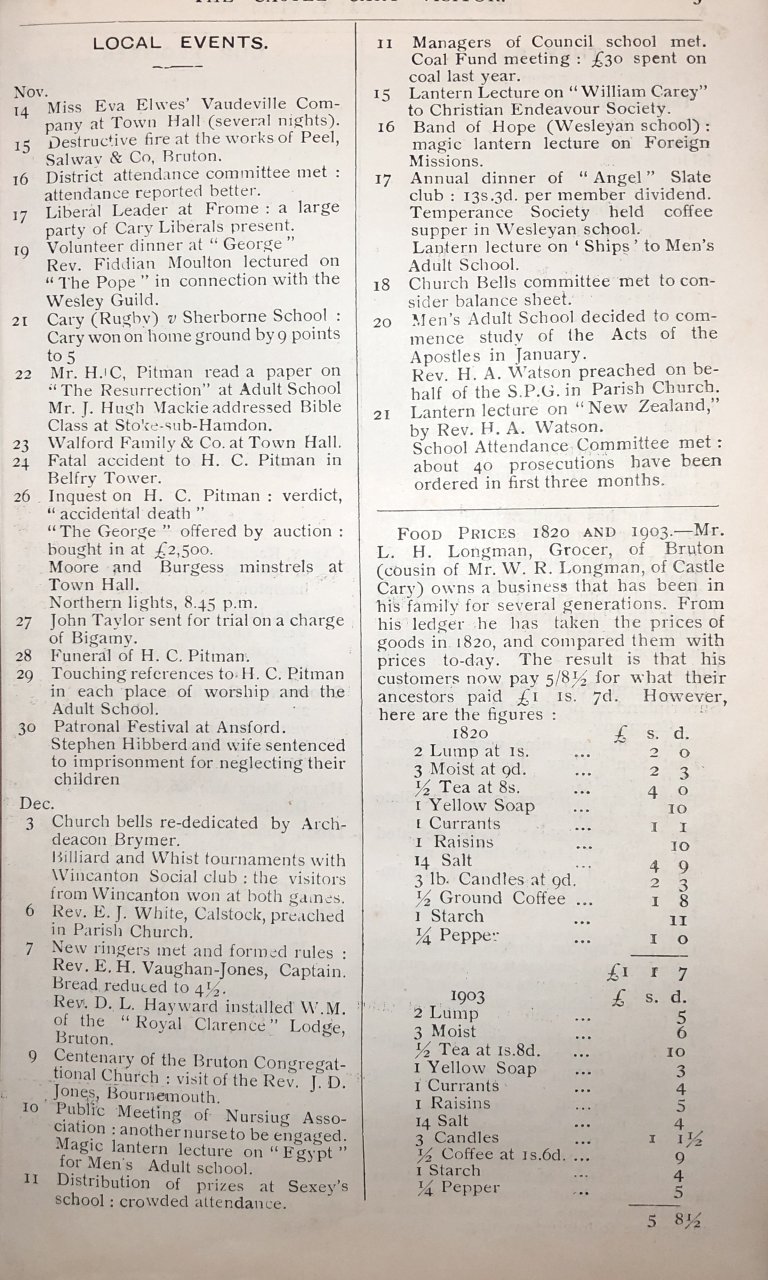 THE CASTLE CARY VISITOR.
3
LOCAL EVENTS.
Nov.
14 Miss Eva Elwes' Vaudeville Com-
pany at Town Hall (several nights).
15 Destructive fire at the works of Peel,
Salway & Co, Bruton.
16 District attendance committee met :
attendance reported better.
17 Liberal Leader at Frome : a large
party of Cary Liberals present.
19 Volunteer dinner at “ George ”
Rev. Fiddian Moulton lectured on
“ The Pope ” in connection with the
Wesley Guild.
21 Cary (Rugby) v Sherborne School :
Cary won on home ground by 9 points
to 5
22 Mr. H. C, Pitman read a paper on
“ The Resurrection” at Adult School
Mr. J. Hugh Mackie addressed Bible
Class at Stoke-sub-Hamdon.
23 Walford Family & Co. at Town Hall.
24 Fatal accident to H. C. Pitman in
Belfry Tower.
26 Inquest on H. C. Pitman : verdict,
“ accidental death ”
“The George ” offered by auction :
bought in at £2,500.
Moore and Burgess minstrels at
Town Hall.
Northern lights, 8.45 p.m.
27 John Taylor sent for trial on a charge
of Bigamy.
28 Funeral of H. C. Pitman.
29 Touching references to H. C. Pitman
in each place of worship and the
Adult School.
30 Patronal Festival at Ansford.
Stephen Hibberd and wife sentenced
to imprisonment for neglecting their
children
Dec.
3 Church bells re-dedicated by Arch-
deacon Brymer.
Billiard and Whist tournaments with
Wincanton Social club : the visitors
from Wincanton won at both games.
6 Rev. E. J. White, Calstock, preached
in Parish Church.
7 New ringers met and formed rules :
Rev. E. H. Vaughan-Jones, Captain.
Bread reduced to 4½.
Rev. D. L. Hayward installed W.M.
of the “ Royal Clarence” Lodge,
Bruton.
9 Centenary of the Bruton Congregat-
tional Church : visit of the Rev. J. D.
Jones, Bournemouth.
10 Public Meeting of Nursiug Asso-
ciation : another nurse to be engaged.
Magic lantern lecture on “ Egypt ”
for Men's Adult school.
11 Distribution of prizes at Sexey's
school : crowded attendance.
11 Managers of Council school met.
Coal Fund meeting : £30 spent on
coal last year.
15 Lantern Lecture on “ William Carey”
to Christian Endeavour Society.
16 Band of Hope (Wesleyan school) :
magic lantern lecture on Foreign
Missions.
17 Annual dinner of “ Angel ” Slate
club : 13s.3d. per member dividend.
Temperance Society held coffee
supper in Wesleyan school.
Lantern lecture on ‘ Ships ’ to Men's
Adult School.
18 Church Bells committee met to con-
sider balance sheet.
20 Men's Adult School decided to com-
mence study of the Acts of the
Apostles in January.
Rev. H. A. Watson preached on be-
half of the S.P.G. in Parish Church.
21 Lantern lecture on “ New Zealand,”
by Rev. H. A. Watson.
School Attendance Committee met :
about 40 prosecutions have been
ordered in first three months.
FOOD PRICES 1820 AND 1903.—Mr.
L. H. Longman, Grocer, of Bruton
(cousin of Mr. W. R. Longman, of Castle
Cary) owns a business that has been in
his family for several generations. From
his ledger he has taken the prices of
goods in 1820, and compared them with
prices to-day. The result is that his
customers now pay 5/8½ for what their
ancestors paid £1 1s. 7d. However,
here are the figures :
1820 £ s. d.
2 Lump at 1s. ... 2 0
3 Moist at 9d. ... 2 3
½ Tea at 8s. ... 4 0
1 Yellow Soap ... 10
1 Currants ... 1 1
1 Raisins ... 10
14 Salt ... 4 9
3 lb. Candles at 9d. 2 3
½ Ground Coffee ... 1 8
1 Starch ... 11
¼ Pepper ... 1 0
£1 1 7
1903 £ s. d.
2 Lump ... 5
3 Moist ... 6
½ Tea at 1s.8d. ... 10
1 Yellow Soap ... 3
1 Currants ... 4
1 Raisins ... 5
14 Salt ... 4
3 Candles ... 1 1½
½ Coffee at 1s.6d. ... 9
1 Starch ... 4
¼ Pepper ... 5
5 8½